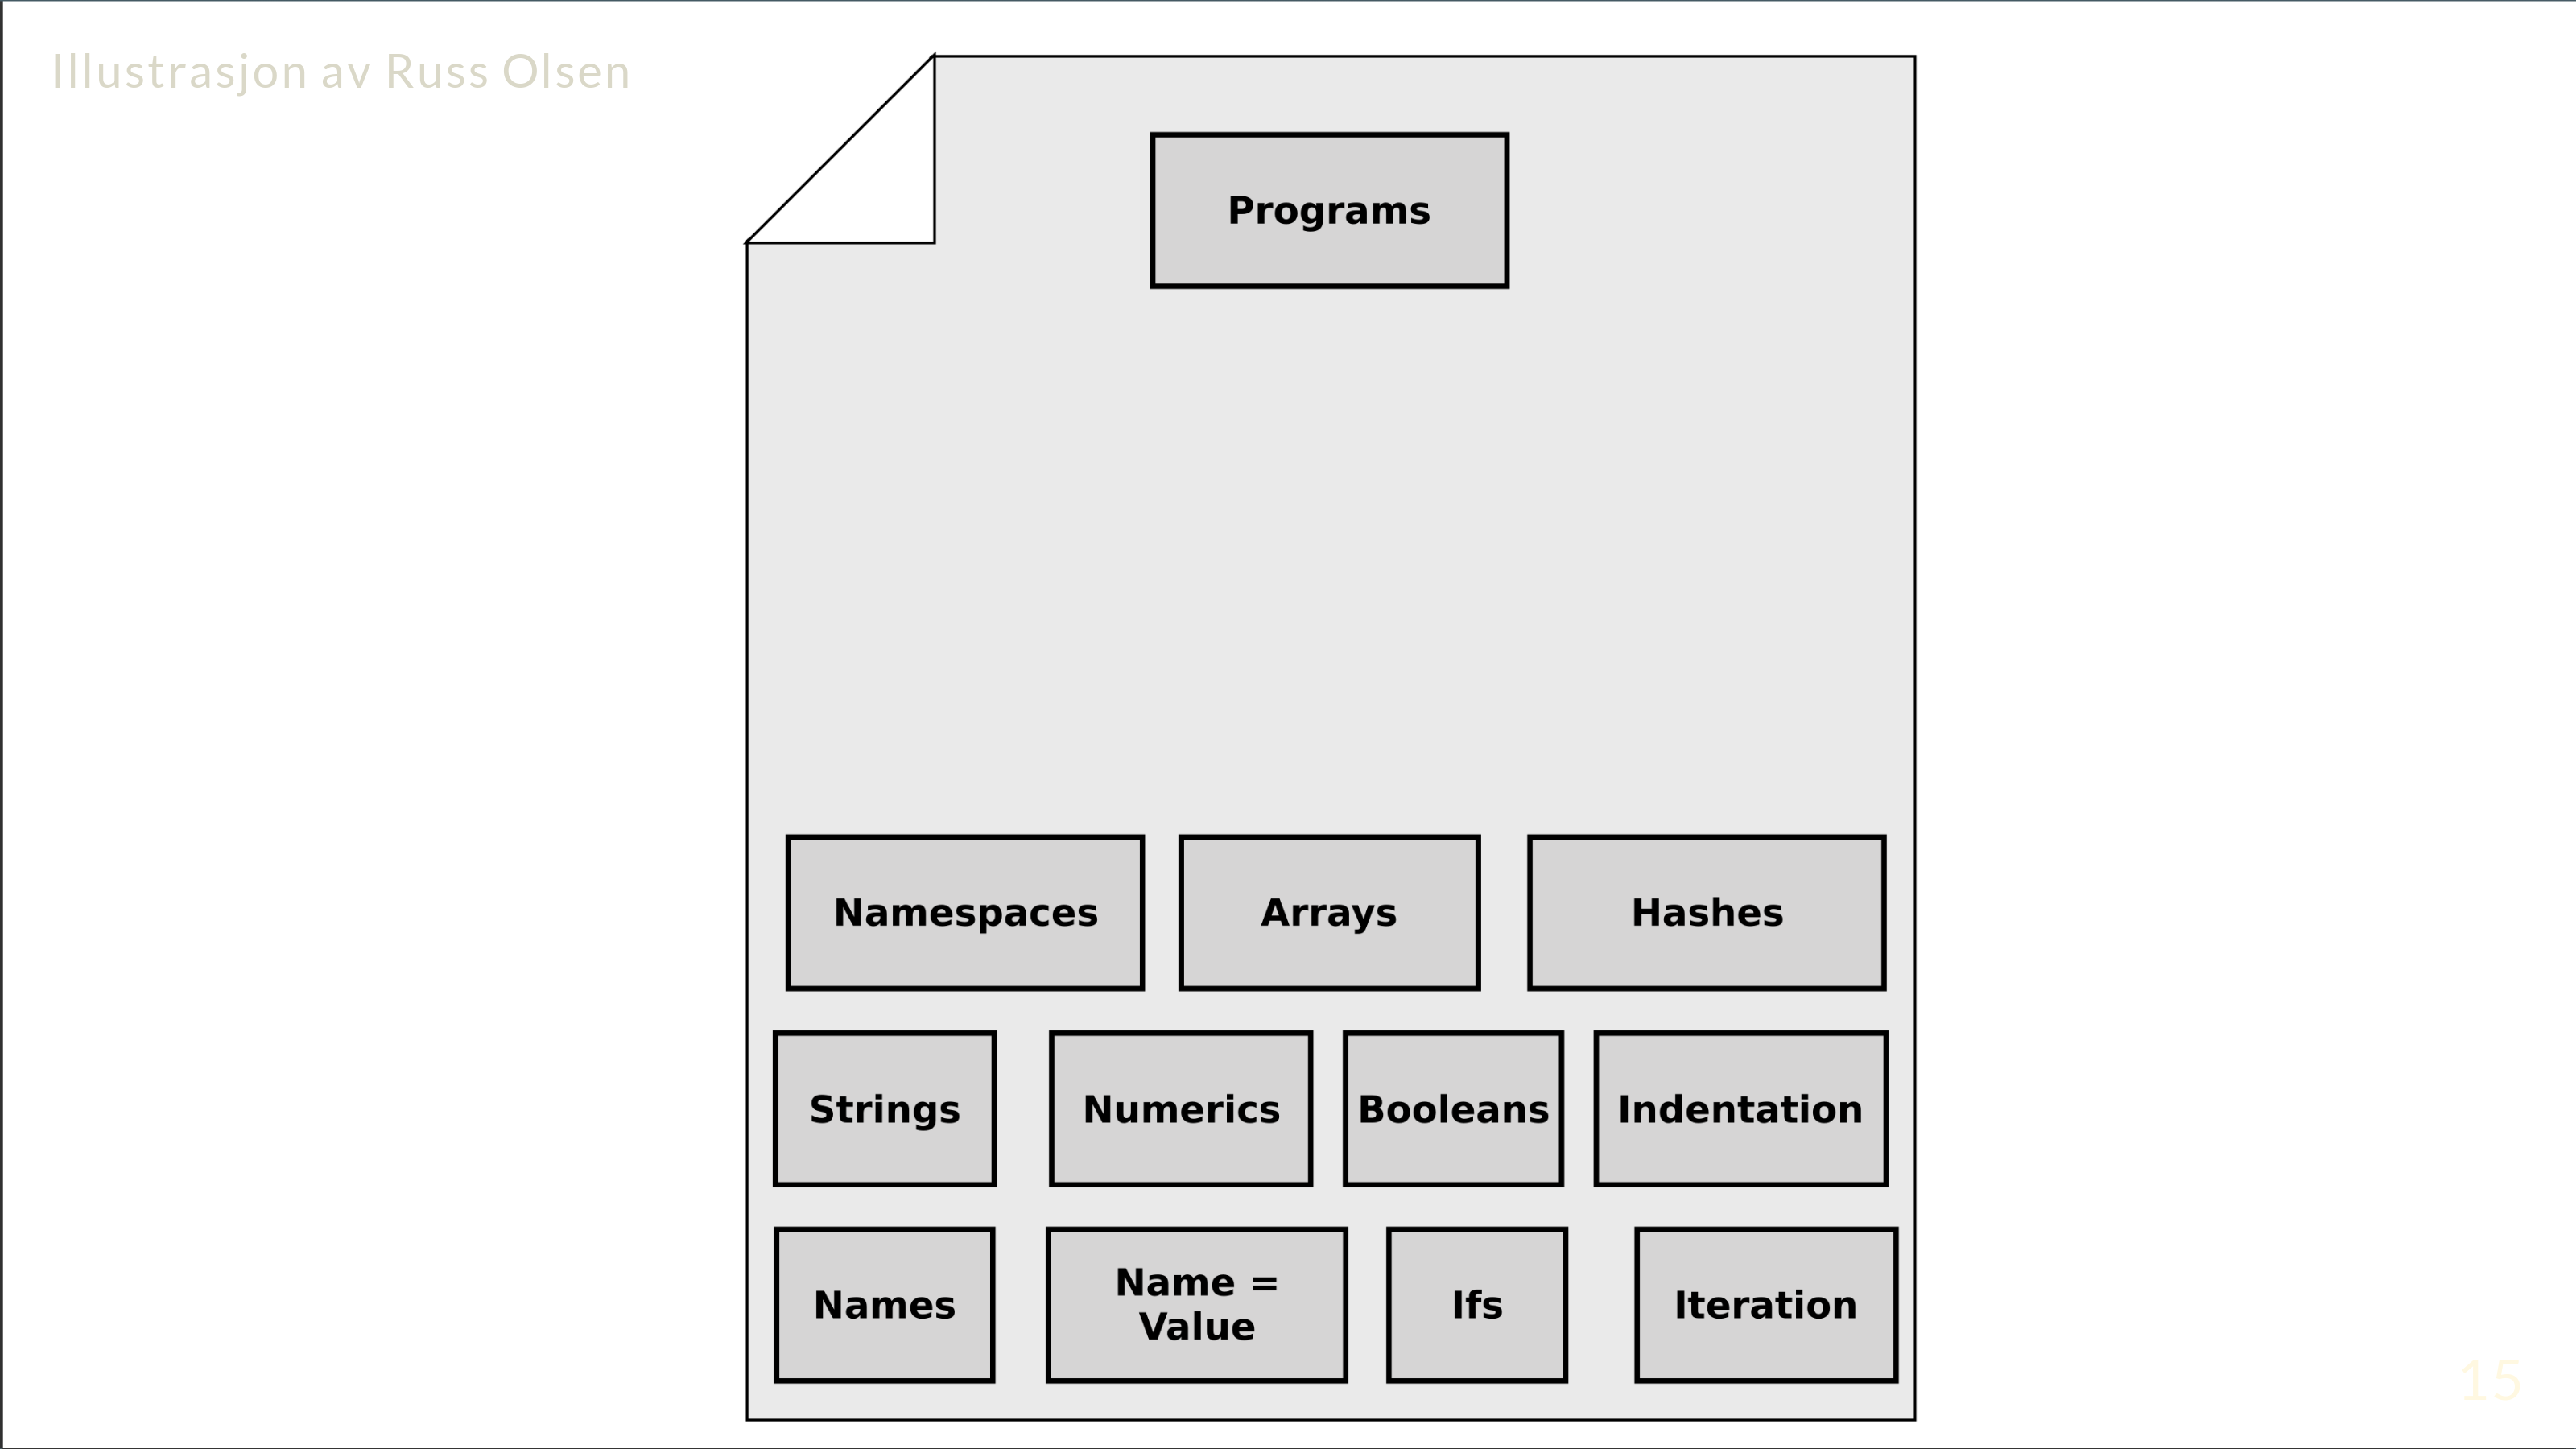 Illustrasjon av Russ Olsen
Programs
Namespaces
Arrays
Hashes
Strings
Numerics
Booleans
Indentation
Names
Name =
Value
Ifs
Iteration
15